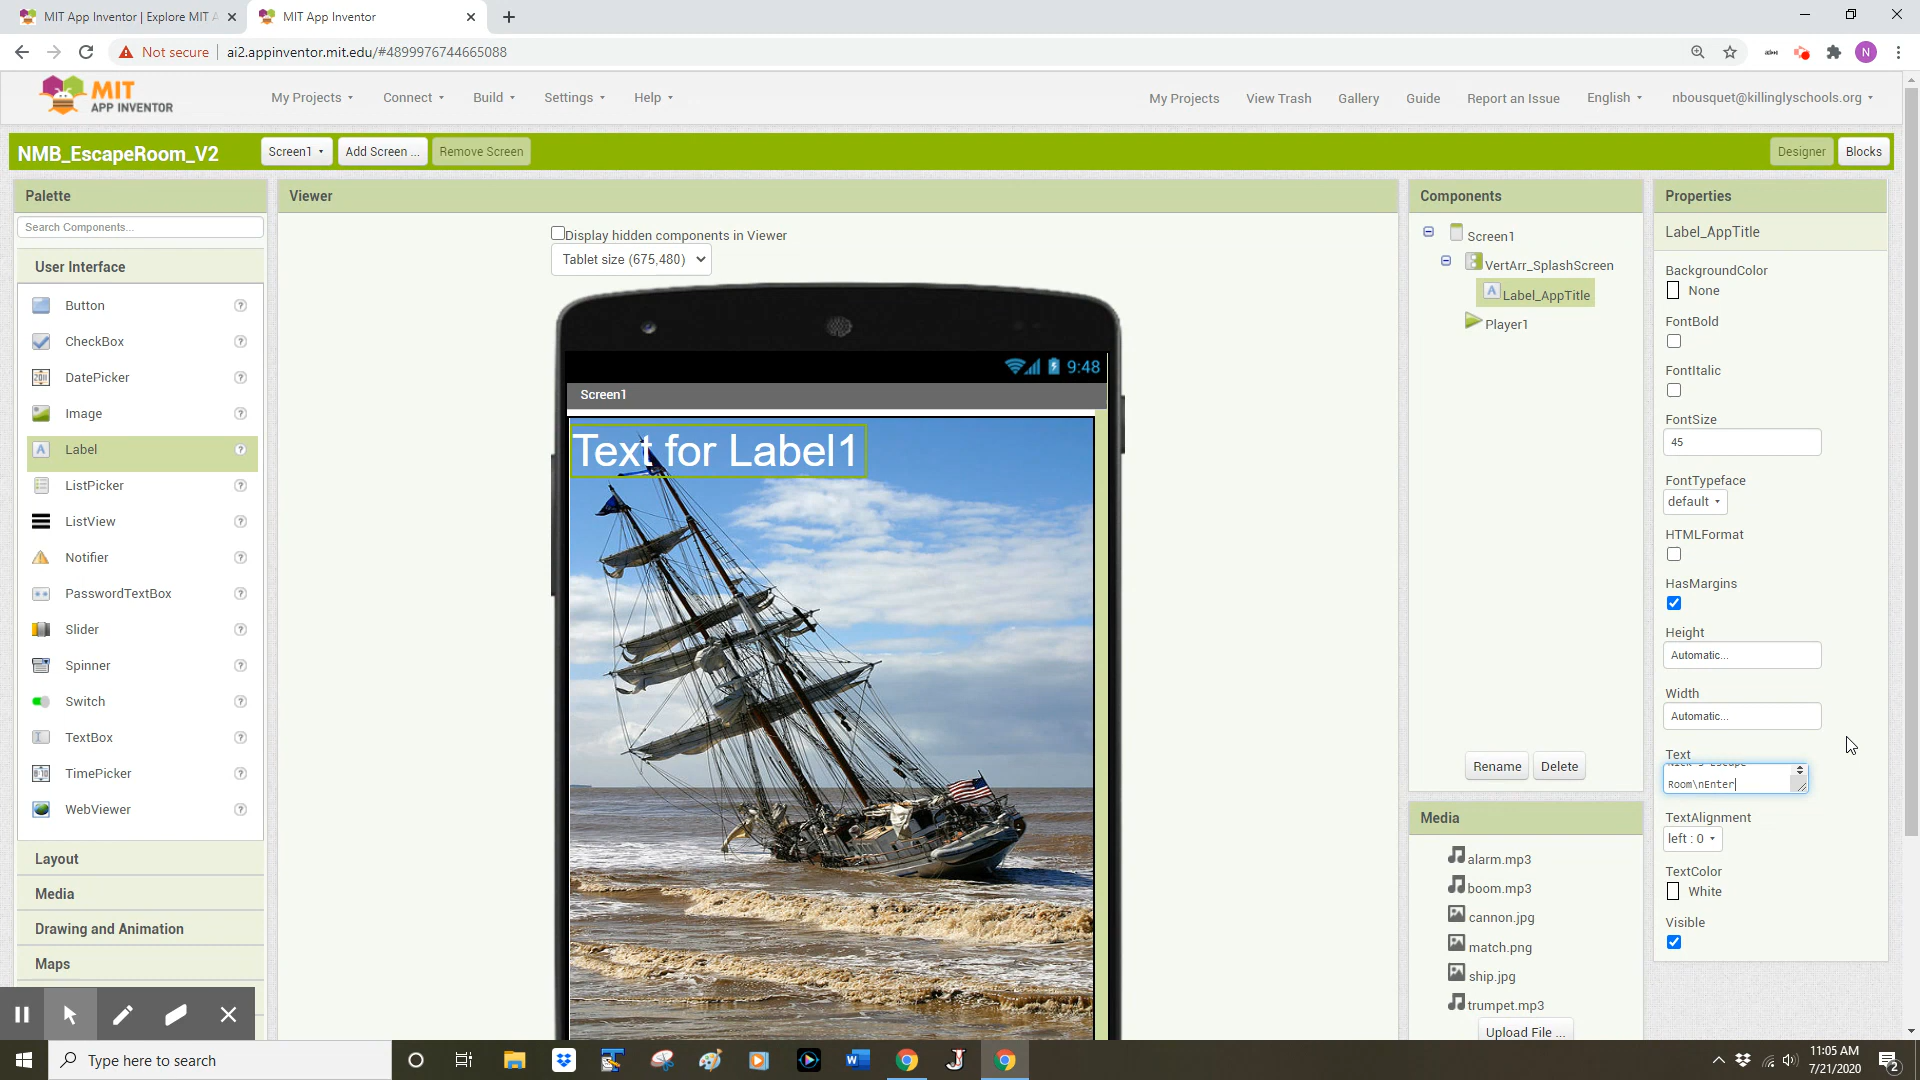 MIT App Inventor | Explore MIT A
MIT App Inventor
Not secure
ai2.appinventor.mit.edu/#4899976744665088
N
MIT
APP INVENTOR
My Projects
Connect
Build
Settings
Help
My Projects
View Trash
Gallery
Guide
Report an Issue
English
nbousquet@killinglyschools.org
NMB_EscapeRoom_V2
Screen1
Add Screen ...
Remove Screen
Designer
Blocks
Palette
Search Components...
User Interface
Button
CheckBox
DatePicker
Image
Label
ListPicker
ListView
Notifier
PasswordTextBox
Slider
Spinner
Switch
TextBox
TimePicker
WebViewer
Layout
Media
Drawing and Animation
Maps
Viewer
Display hidden components in Viewer
Tablet size (675,480)
9:48
Screen1
Text for Label1
Components
Screen1
VertArr_SplashScreen
Label_AppTitle
Player1
Rename
Delete
Media
alarm.mp3
boom.mp3
cannon.jpg
match.png
ship.jpg
trumpet.mp3
Upload File ...
Properties
Label_AppTitle
BackgroundColor
None
FontBold
FontItalic
FontSize
45
FontTypeface
default
HTMLFormat
HasMargins
Height
Automatic...
Width
Automatic...
Text
Nick's Escape
Room\nEnter
TextAlignment
left : 0
TextColor
White
Visible
Type here to search
11:05 AM
7/21/2020
2